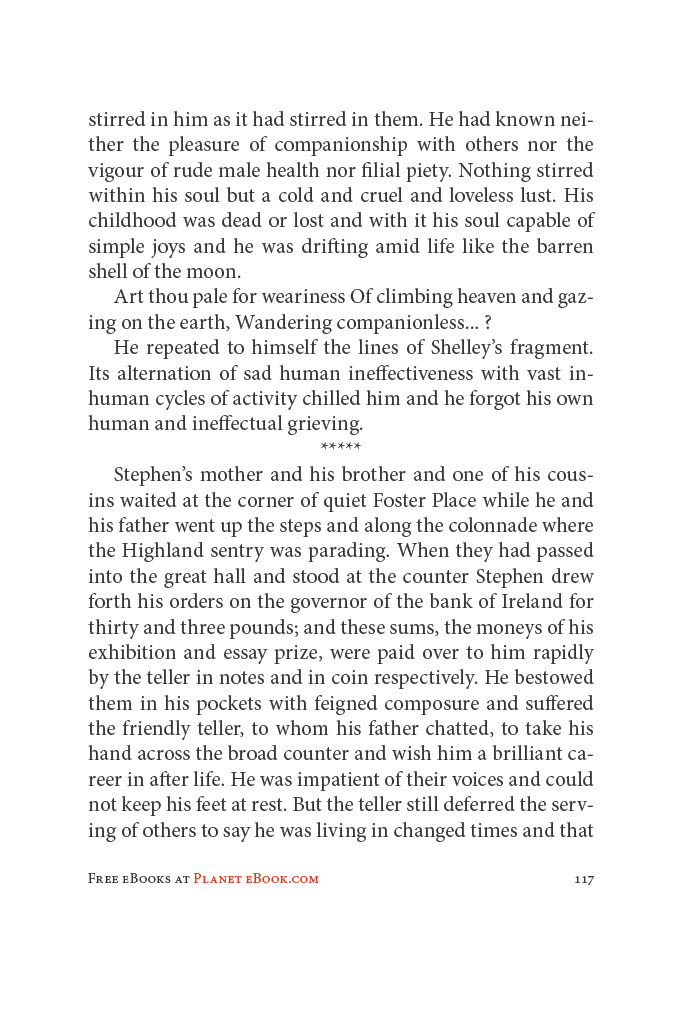 stirred in him as it had stirred in them. He had known nei-
ther the pleasure of companionship with others nor the
vigour of rude male health nor filial piety. Nothing stirred
within his soul but a cold and cruel and loveless lust. His
childhood was dead or lost and with it his soul capable of
simple joys and he was drifting amid life like the barren
shell of the moon.
Art thou pale for weariness Of climbing heaven and gaz-
ing on the earth, Wandering companionless... ?
He repeated to himself the lines of Shelley’s fragment.
Its alternation of sad human ineffectiveness with vast in-
human cycles of activity chilled him and he forgot his own
human and ineffectual grieving.
*****
Stephen’s mother and his brother and one of his cous-
ins waited at the corner of quiet Foster Place while he and
his father went up the steps and along the colonnade where
the Highland sentry was parading. When they had passed
into the great hall and stood at the counter Stephen drew
forth his orders on the governor of the bank of Ireland for
thirty and three pounds; and these sums, the moneys of his
exhibition and essay prize, were paid over to him rapidly
by the teller in notes and in coin respectively. He bestowed
them in his pockets with feigned composure and suffered
the friendly teller, to whom his father chatted, to take his
hand across the broad counter and wish him a brilliant ca-
reer in after life. He was impatient of their voices and could
not keep his feet at rest. But the teller still deferred the serv-
ing of others to say he was living in changed times and that
Free eBooks at Planet eBook.com 117